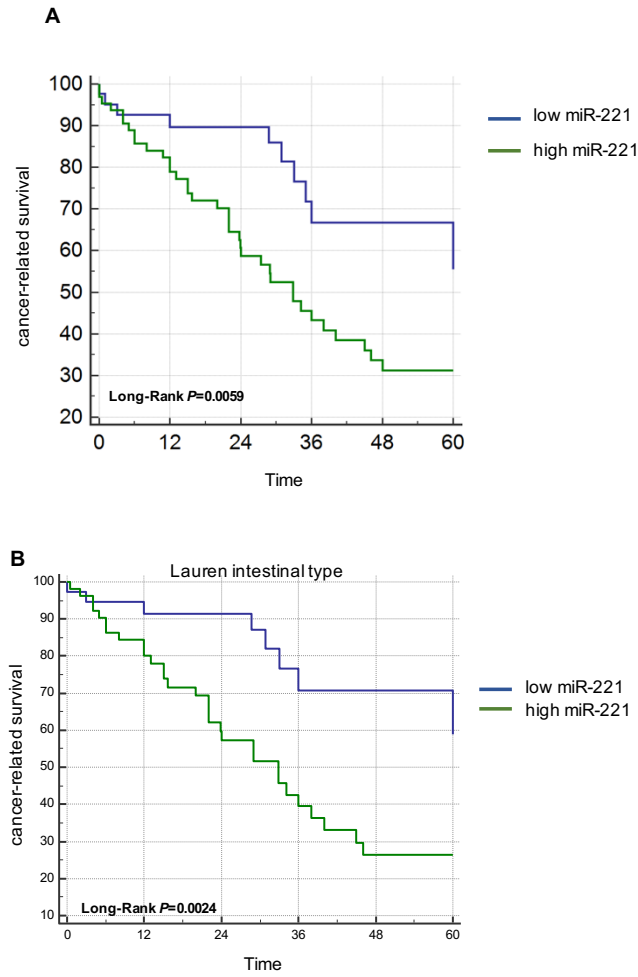 A
100
90
80
70
60
50
40
30
20
0 12 24 36 48 60
cancer-related survival
Time
Long-Rank P=0.0059
low miR-221
high miR-221
B
Lauren intestinal type
100
90
80
70
60
50
40
30
20
10
0 12 24 36 48 60
cancer-related survival
Time
Long-Rank P=0.0024
low miR-221
high miR-221